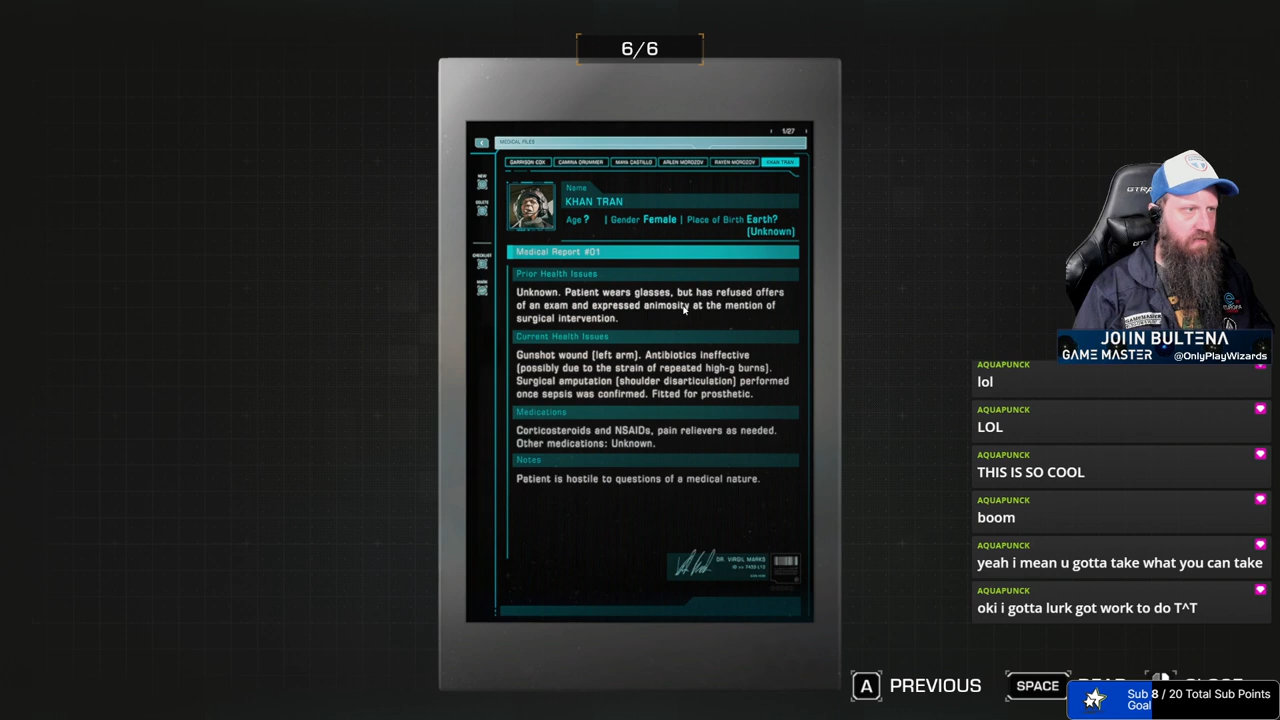 6/6
1/27
MEDICAL FILES
GARRISON COX
CAMINA DRUMMER
MAYA CASTILLO
ARLEN MOROZOV
RAYEN MOROZOV
KHAN TRAN
NEW
DELETE
CHECKLIST
Name
KHAN TRAN
Age ? | Gender Female | Place of Birth Earth?
[Unknown]
Medical Report #01
Prior Health Issues
Unknown. Patient wears glasses, but has refused offers
of an exam and expressed animosity at the mention of
surgical intervention.
Current Health Issues
Gunshot wound [left arm]. Antibiotics ineffective
[possibly due to the strain of repeated high-g burns].
Surgical amputation [shoulder disarticulation] performed
once sepsis was confirmed. Fitted for prosthetic.
Medications
Corticosteroids and NSAIDs, pain relievers as needed.
Other medications: Unknown.
Notes
Patient is hostile to questions of a medical nature.
DR. VIRGIL MARKS
A PREVIOUS
SPACE
JOHN BULTENA
GAME MASTER @OnlyPlayWizards
AQUAPUNCK
lol
AQUAPUNCK
LOL
AQUAPUNCK
THIS IS SO COOL
AQUAPUNCK
boom
AQUAPUNCK
yeah i mean u gotta take what you can take
AQUAPUNCK
oki i gotta lurk got work to do T^T
Sub 8 / 20 Total Sub Points
Goal